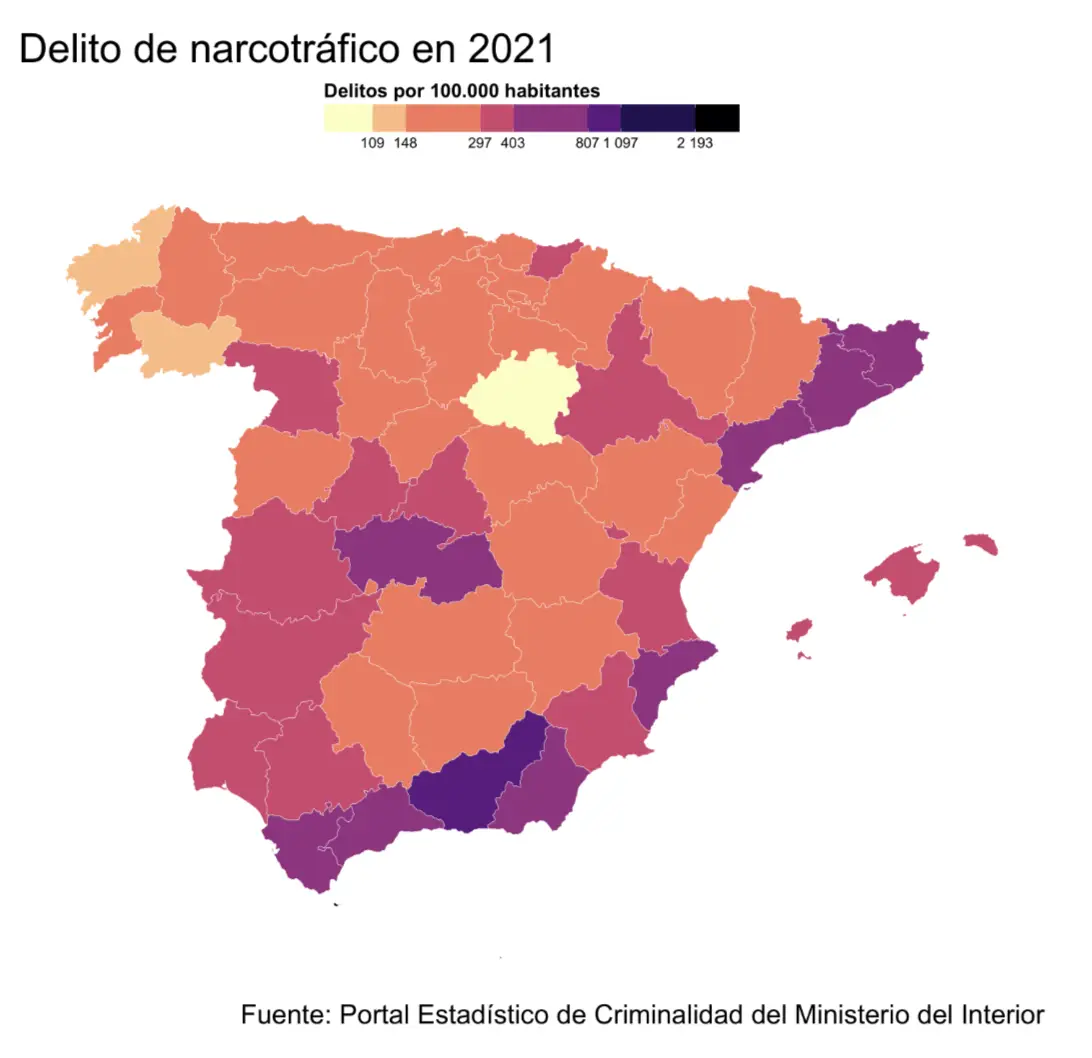 Delito de narcotráfico en 2021
Delitos por 100.000 habitantes
109 148 297 403 807 1 097 2 193
Fuente: Portal Estadístico de Criminalidad del Ministerio del Interior